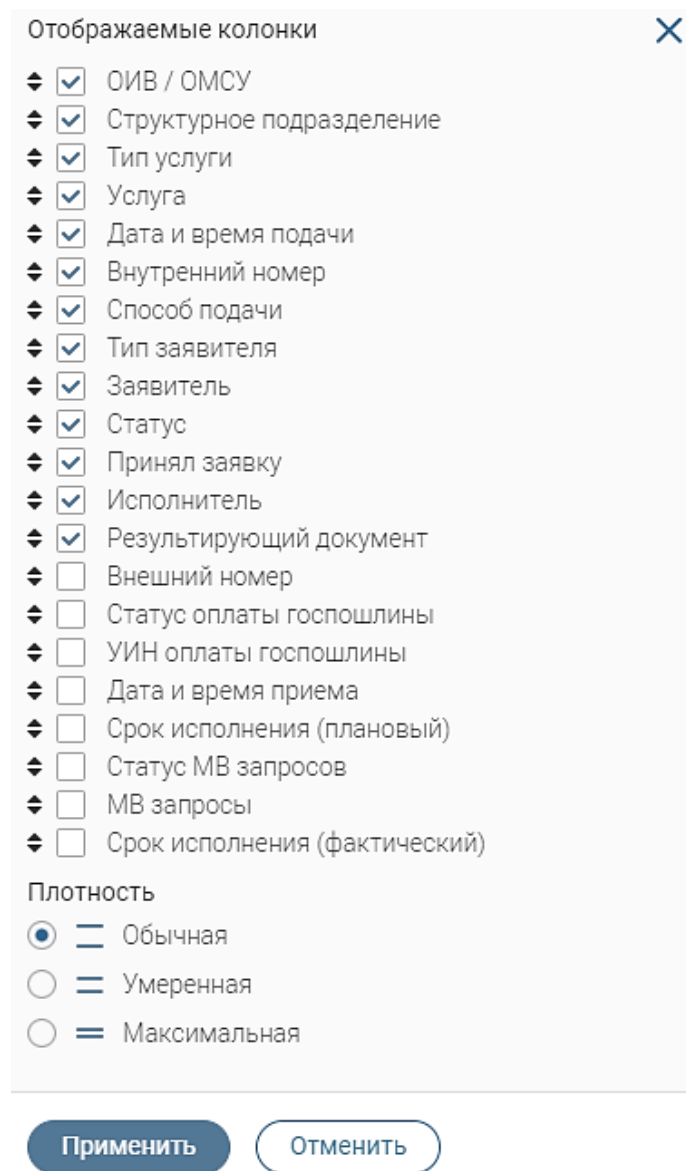 Отображаемые колонки
ОИВ / ОМСУ
Структурное подразделение
Тип услуги
Услуга
Дата и время подачи
Внутренний номер
Способ подачи
Тип заявителя
Заявитель
Статус
Принял заявку
Исполнитель
Результирующий документ
Внешний номер
Статус оплаты госпошлины
УИН оплаты госпошлины
Дата и время приема
Срок исполнения (плановый)
Статус МВ запросов
МВ запросы
Срок исполнения (фактический)
Плотность
Обычная
Умеренная
Максимальная
Применить Отменить